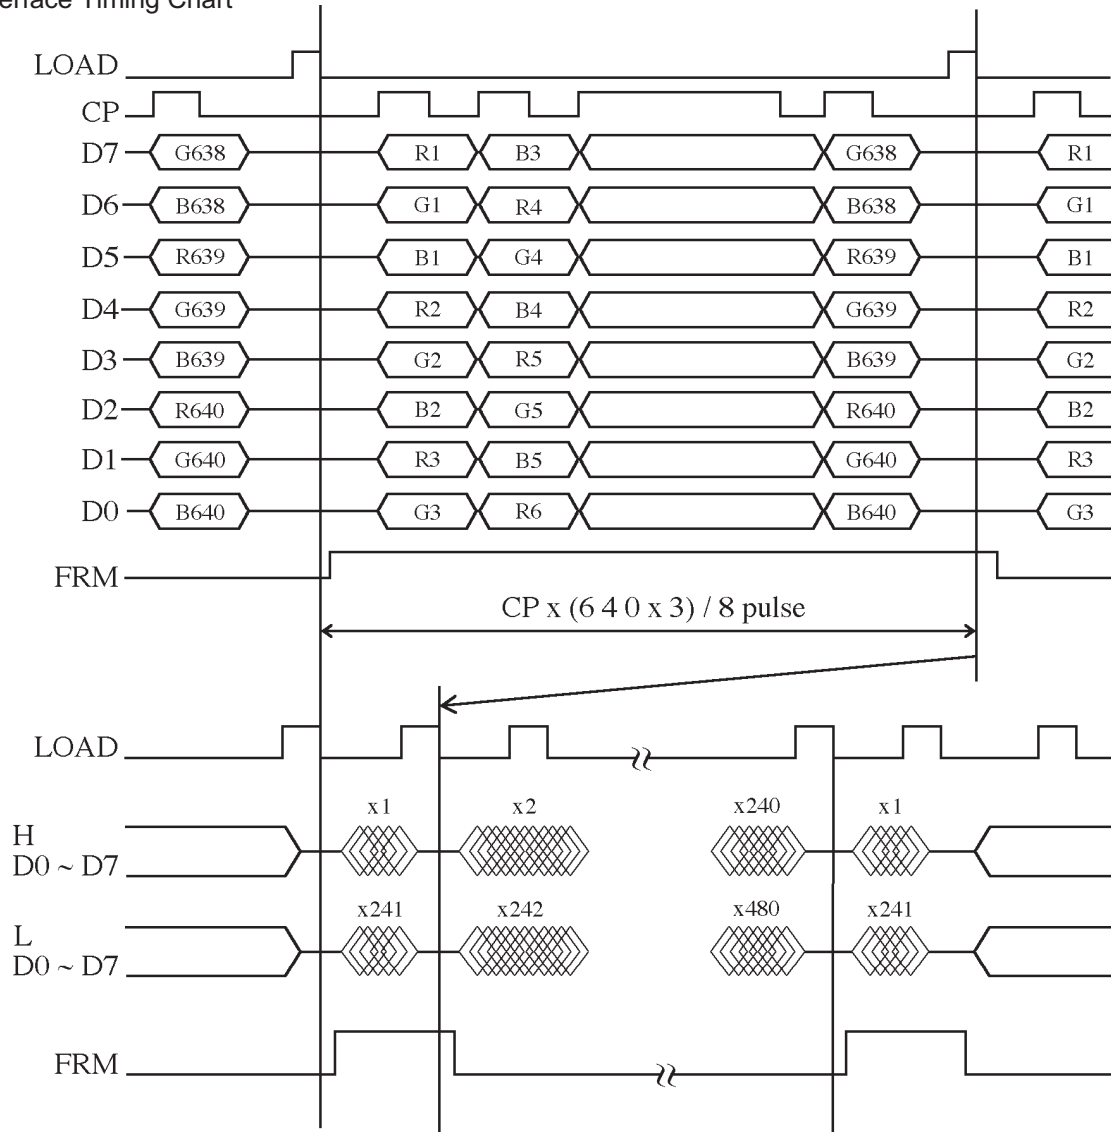 erface Timing Chart
LOAD
CP
D7 G638 R1 B3 G638 R1
D6 B638 G1 R4 B638 G1
D5 R639 B1 G4 R639 B1
D4 G639 R2 B4 G639 R2
D3 B639 G2 R5 B639 G2
D2 R640 B2 G5 R640 B2
D1 G640 R3 B5 G640 R3
D0 B640 G3 R6 B640 G3
FRM
CP x (6 4 0 x 3) / 8 pulse
LOAD
x1 x2 x240 x1
H
D0 ~ D7
x241 x242 x480 x241
L
D0 ~ D7
FRM